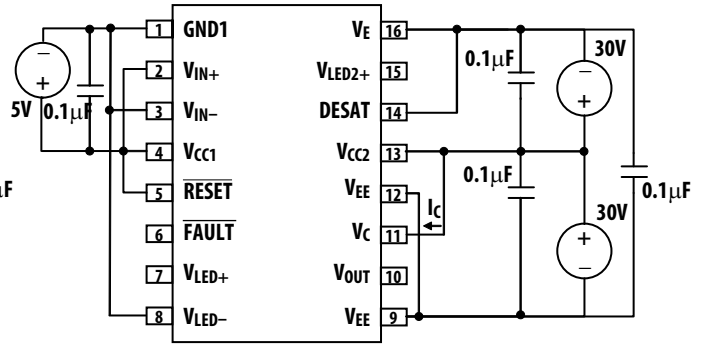 1 GND1 VE 16
2 VIN+ VLED2+ 15
3 VIN− DESAT 14
4 VCC1 VCC2 13
5 RESET VEE 12
6 FAULT VC 11
7 VLED+ VOUT 10
8 VLED− VEE 9
−
+
5V 0.1μF
μF
0.1μF
30V
−
+
0.1μF
IC
30V
+
−
0.1μF